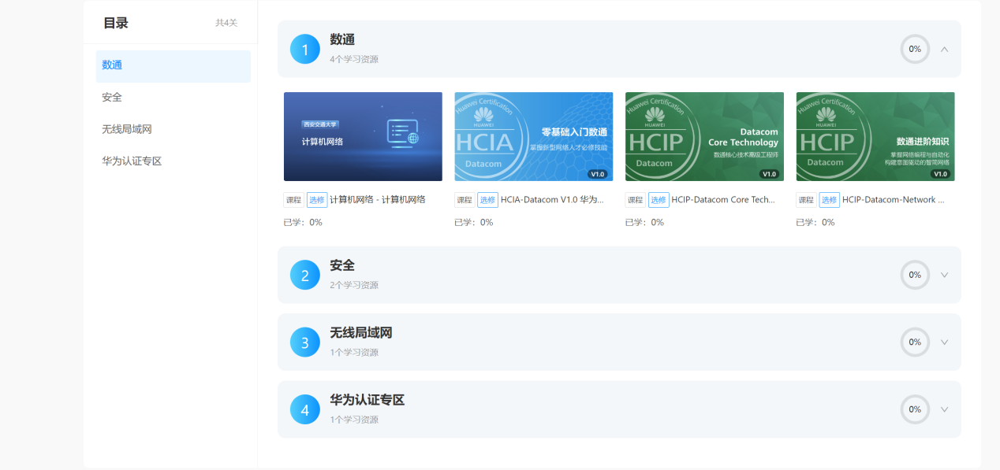 目录
共4关
数通
安全
无线局域网
华为认证专区
1
数通
4个学习资源
0%
西安交通大学
计算机网络
课程 选修 计算机网络 - 计算机网络
已学：0%
Huawei Certification
HUAWEI
HCIA
Datacom
零基础入门数通
掌握新型网络人才必修技能
V1.0
课程 选修 HCIA-Datacom V1.0 华为...
已学：0%
Huawei Certification
HUAWEI
HCIP
Datacom
Datacom
Core Technology
数通核心技术高级工程师
V1.0
课程 选修 HCIP-Datacom Core Tech...
已学：0%
Huawei Certification
HUAWEI
HCIP
Datacom
数通进阶知识
掌握网络编程与自动化
构建意图驱动的智简网络
V1.0
课程 选修 HCIP-Datacom-Network ...
已学：0%
2
安全
2个学习资源
0%
3
无线局域网
1个学习资源
0%
4
华为认证专区
1个学习资源
0%